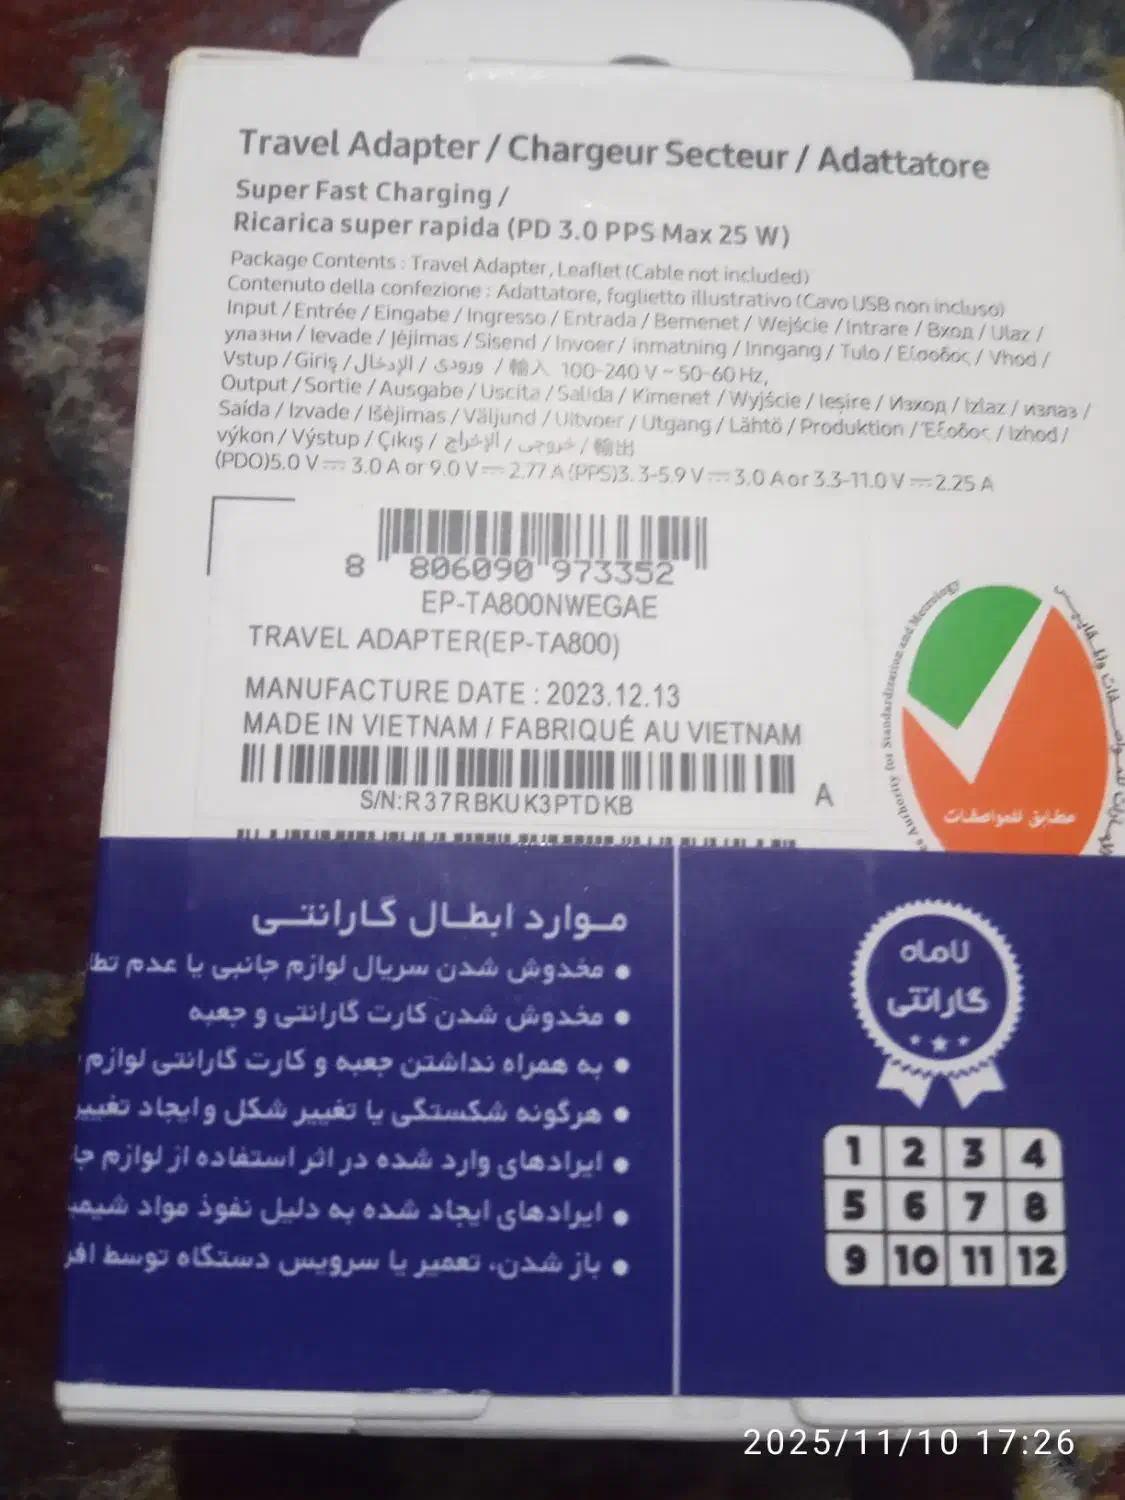 Travel Adapter / Chargeur Secteur / Adattatore
Super Fast Charging /
Ricarica super rapida (PD 3.0 PPS Max 25 W)
Package Contents : Travel Adapter, Leaflet (Cable not included)
Contenuto della confezione : Adattatore, foglietto illustrativo (Cavo USB non incluso)
Input / Entrée / Eingabe / Ingresso / Entrada / Bemenet / Wejście / Intrare / Вход / Ulaz /
улазни / Ievade / Įėjimas / Sisend / Invoer / inmatning / Inngang / Tulo / Είσοδος / Vhod /
Vstup / Giriş / الإدخال / ورودی / 輸入 100-240 V ~ 50-60 Hz,
Output / Sortie / Ausgabe / Uscita / Salida / Kimenet / Wyjście / Ieșire / Изход / Izlaz / излаз /
Saída / Izvade / Išėjimas / Väljund / Uitvoer / Utgang / Lähtö / Produktion / Έξοδος / Izhod /
výkon / Výstup / Çıkış / الإخراج / خروجی / 輸出
(PDO)5.0 V⎓ 3.0 A or 9.0 V⎓ 2.77 A (PPS)3.3-5.9 V⎓3.0 A or 3.3-11.0 V⎓2.25 A
8 806090 973352
EP-TA800NWEGAE
TRAVEL ADAPTER(EP-TA800)
MANUFACTURE DATE : 2023.12.13
MADE IN VIETNAM / FABRIQUÉ AU VIETNAM
S/N:R37RBKUK3PTDKB
A
Authority for Standardization and Metrology
مطابق للمواصفات
موارد ابطال گارانتی
● مخدوش شدن سریال لوازم جانبی یا عدم
● مخدوش شدن کارت گارانتی و جعبه
● به همراه نداشتن جعبه و کارت گارانتی لوازم
● هرگونه شکستگی یا تغییر شکل و ایجاد تغییر
● ایرادهای وارد شده در اثر استفاده از لوازم
● ایرادهای ایجاد شده به دلیل نفوذ مواد
● باز شدن، تعمیر یا سرویس دستگاه توسط
۷ماه
گارانتی
1 2 3 4
5 6 7 8
9 10 11 12
2025/11/10 17:26